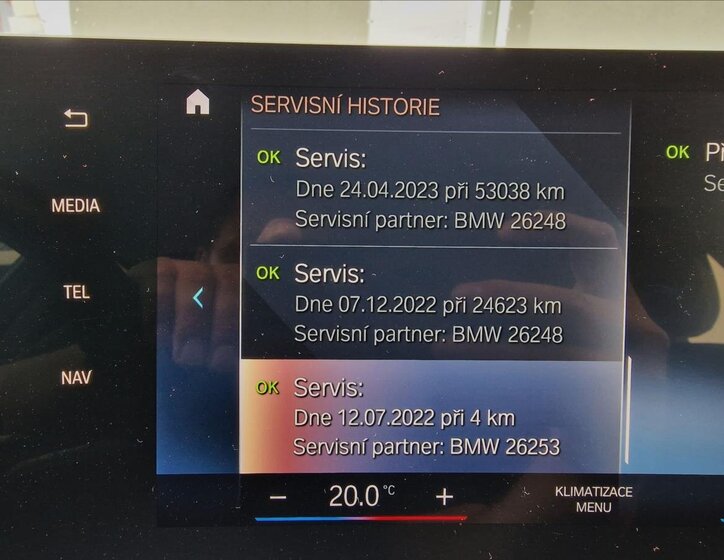 SERVISNÍ HISTORIE
MEDIA
TEL
NAV
OK Servis:
Dne 24.04.2023 při 53038 km
Servisní partner: BMW 26248
OK Servis:
Dne 07.12.2022 při 24623 km
Servisní partner: BMW 26248
OK Servis:
Dne 12.07.2022 při 4 km
Servisní partner: BMW 26253
OK
− 20.0 °C +
KLIMATIZACE
MENU